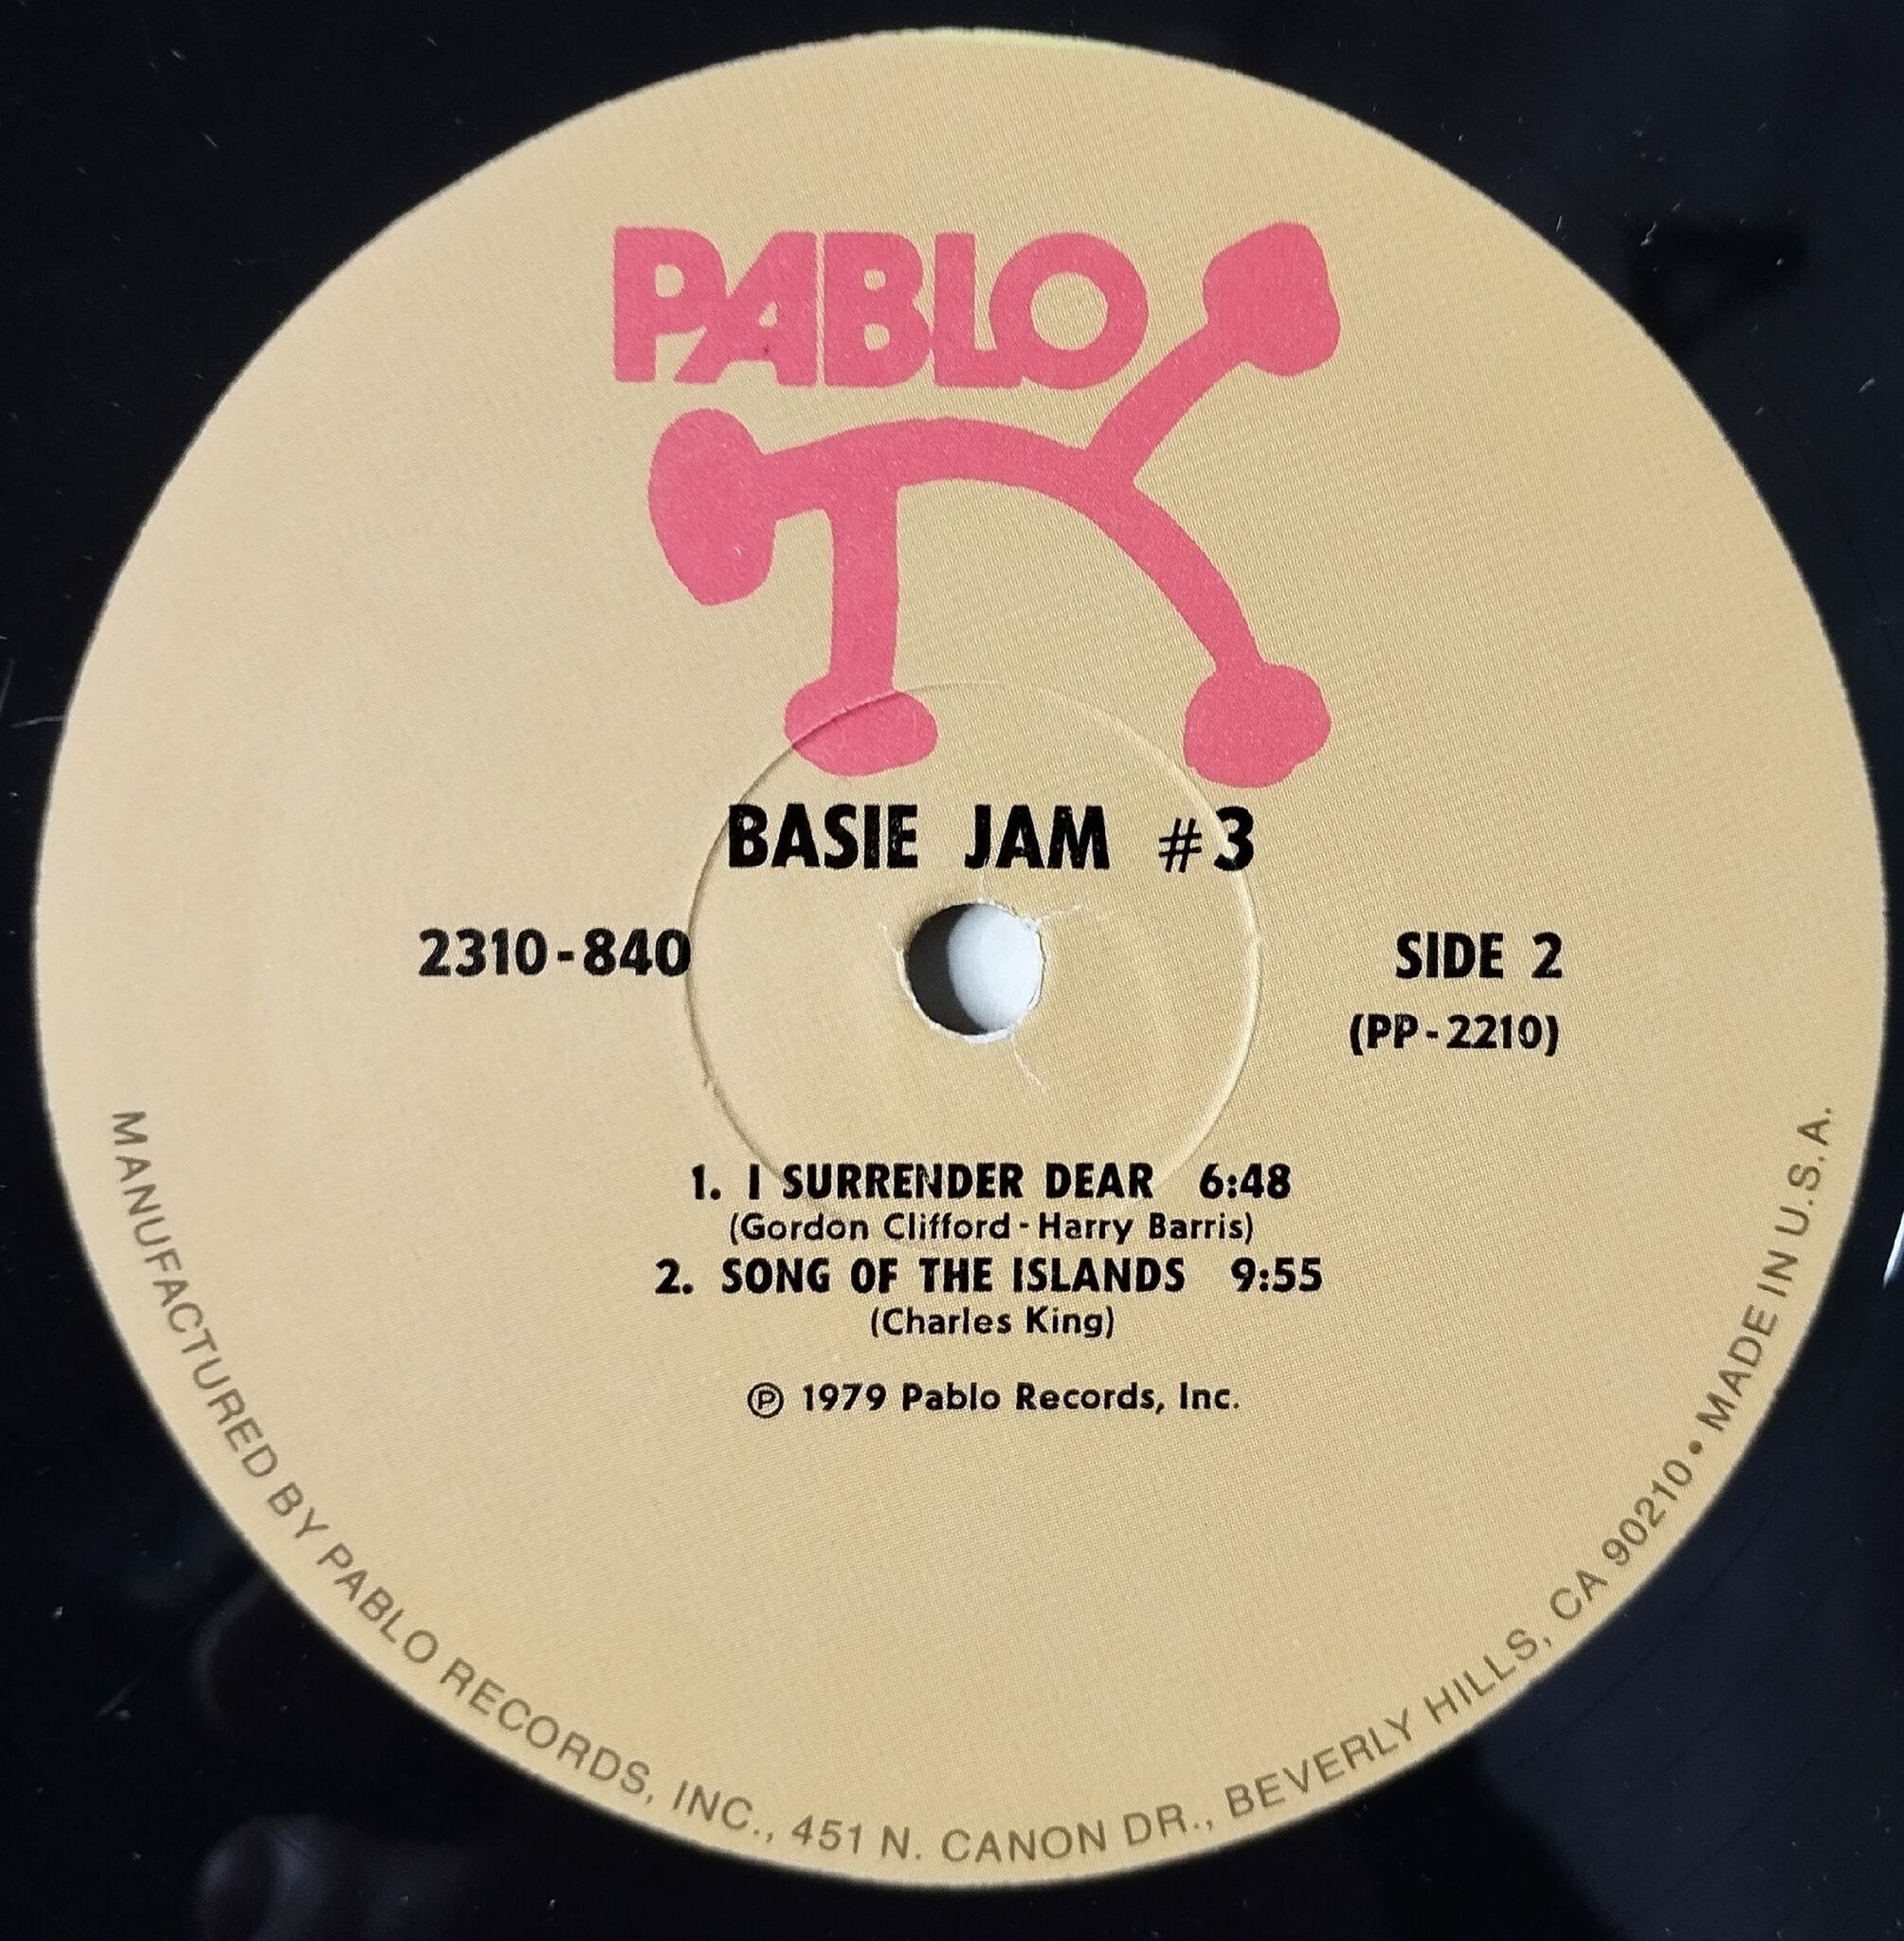 PABLO
BASIE JAM #3
2310-840
SIDE 2
(PP-2210)
1. I SURRENDER DEAR 6:48
(Gordon Clifford-Harry Barris)
2. SONG OF THE ISLANDS 9:55
(Charles King)
℗ 1979 Pablo Records, Inc.
MANUFACTURED BY PABLO RECORDS, INC., 451 N. CANON DR., BEVERLY HILLS, CA 90210 • MADE IN U.S.A.